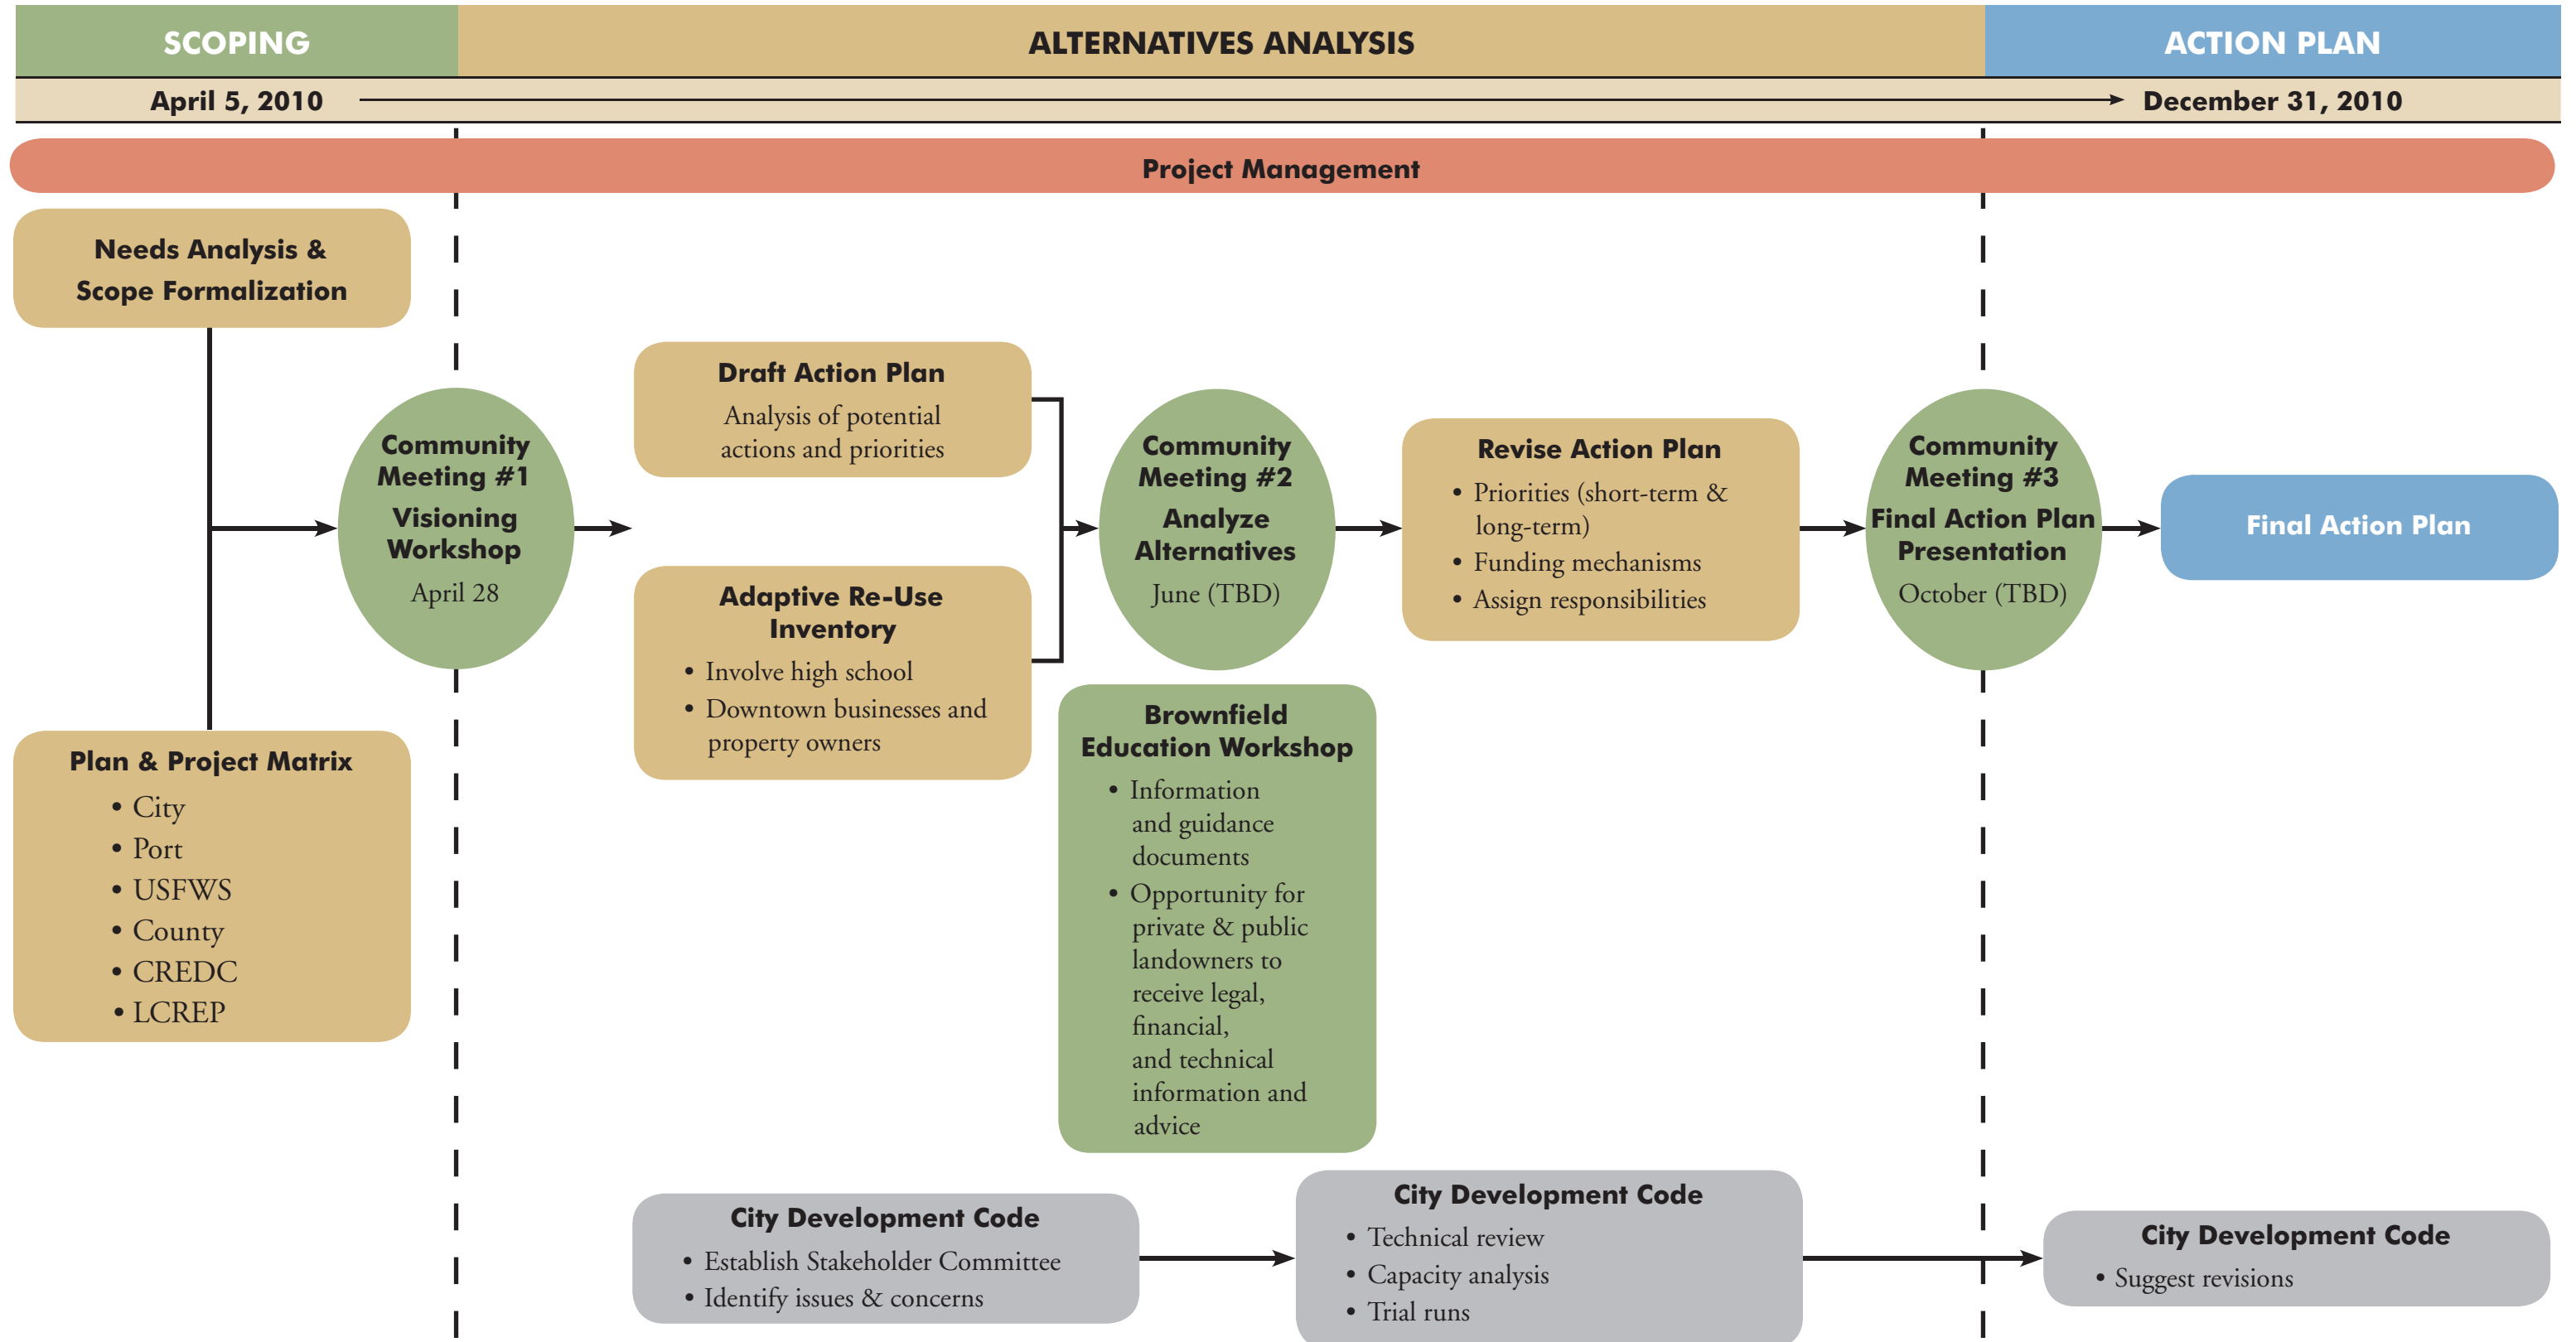 SCOPING
ALTERNATIVES ANALYSIS
ACTION PLAN
April 5, 2010
December 31, 2010
Project Management
Needs Analysis &
Scope Formalization
Plan & Project Matrix
• City
• Port
• USFWS
• County
• CREDC
• LCREP
Community
Meeting #1
Visioning
Workshop
April 28
Draft Action Plan
Analysis of potential
actions and priorities
Adaptive Re-Use
Inventory
• Involve high school
• Downtown businesses and
property owners
Community
Meeting #2
Analyze
Alternatives
June (TBD)
Brownfield
Education Workshop
• Information
and guidance
documents
• Opportunity for
private & public
landowners to
receive legal,
financial,
and technical
information and
advice
Revise Action Plan
• Priorities (short-term &
long-term)
• Funding mechanisms
• Assign responsibilities
Community
Meeting #3
Final Action Plan
Presentation
October (TBD)
Final Action Plan
City Development Code
• Establish Stakeholder Committee
• Identify issues & concerns
City Development Code
• Technical review
• Capacity analysis
• Trial runs
City Development Code
• Suggest revisions